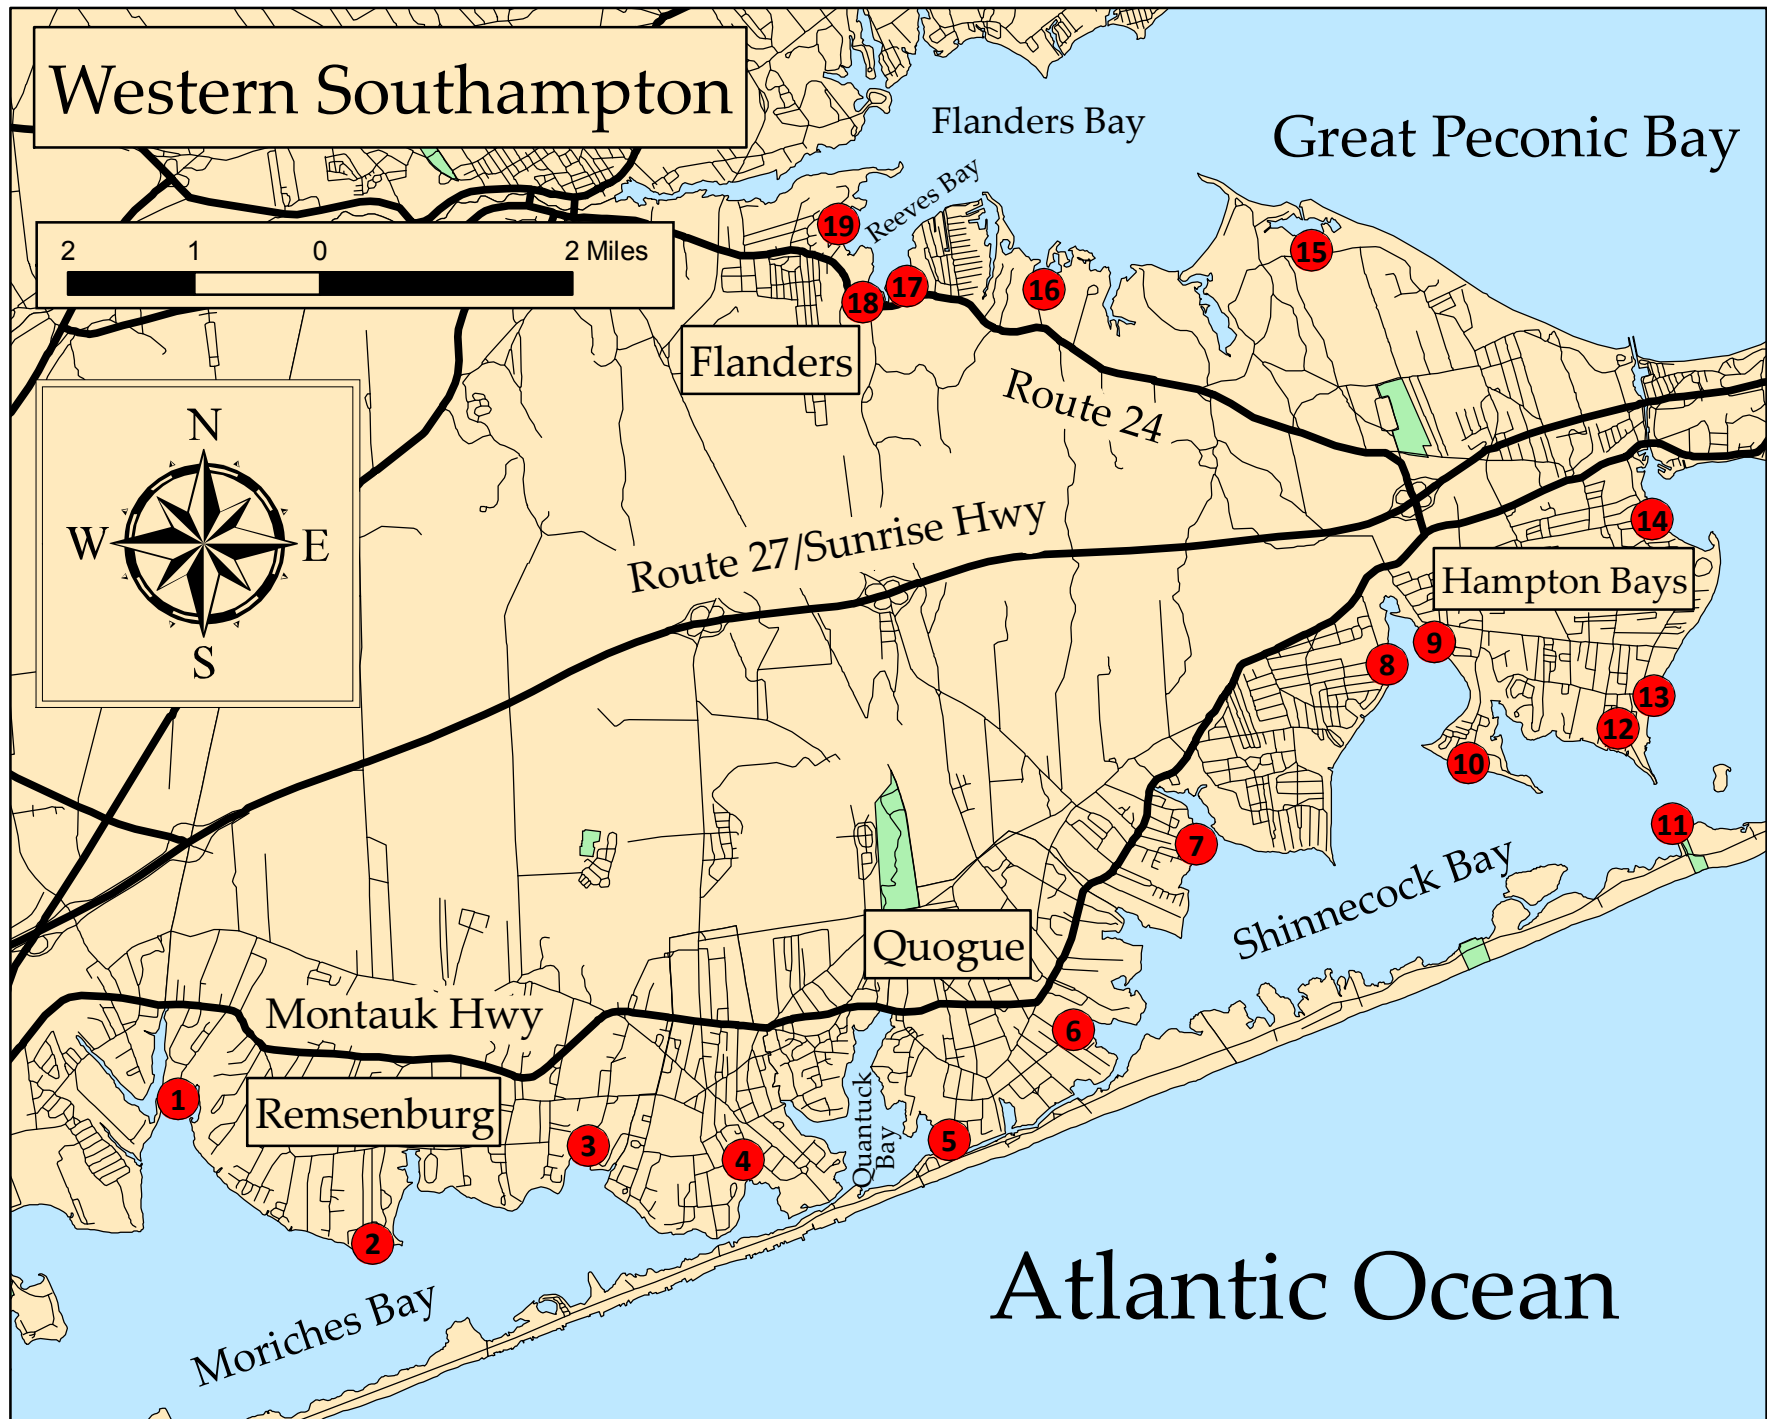 Western Southampton
Flanders Bay
Great Peconic Bay
Reeves Bay
2 1 0 2 Miles
19
15
18
17
16
Flanders
Route 24
N
W E
S
Route 27/Sunrise Hwy
14
Hampton Bays
9
8
13
12
10
11
7
Shinnecock Bay
Quogue
Montauk Hwy
6
1
Remsenburg
Quantuck
Bay
3
4
5
2
Moriches Bay
Atlantic Ocean